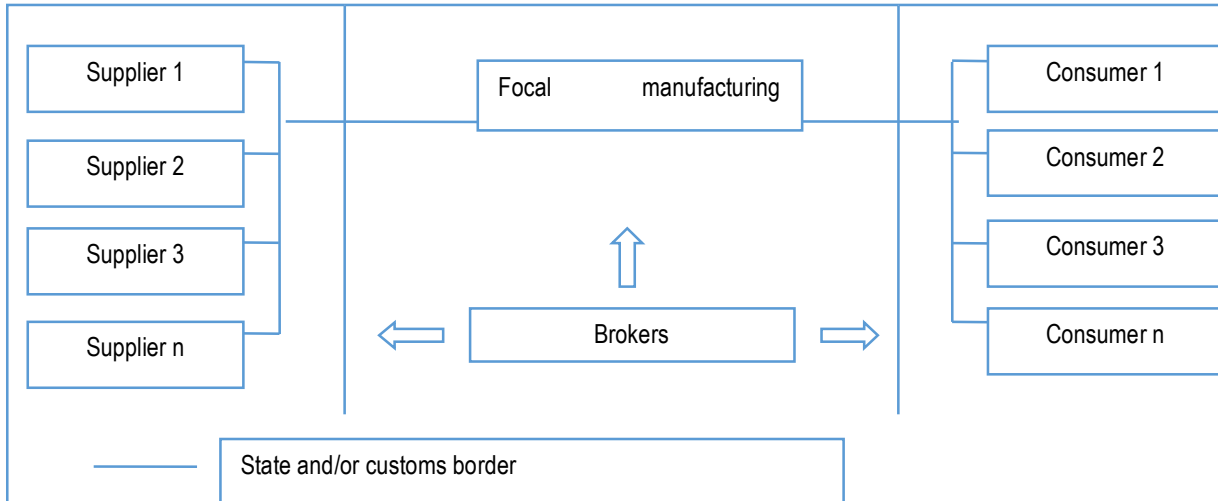 Supplier 1
Supplier 2
Supplier 3
Supplier n
Focal manufacturing
Brokers
Consumer 1
Consumer 2
Consumer 3
Consumer n
State and/or customs border